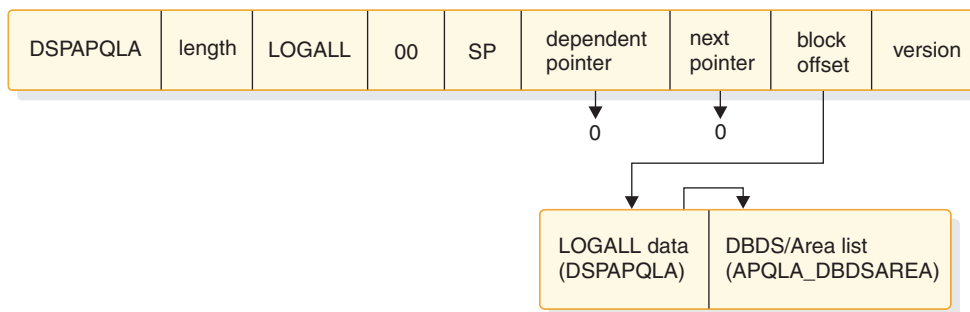 DSPAPQLA
length
LOGALL
00
SP
dependent
pointer
next
pointer
block
offset
version
0
0
LOGALL data
(DSPAPQLA)
DBDS/Area list
(APQLA_DBDSAREA)